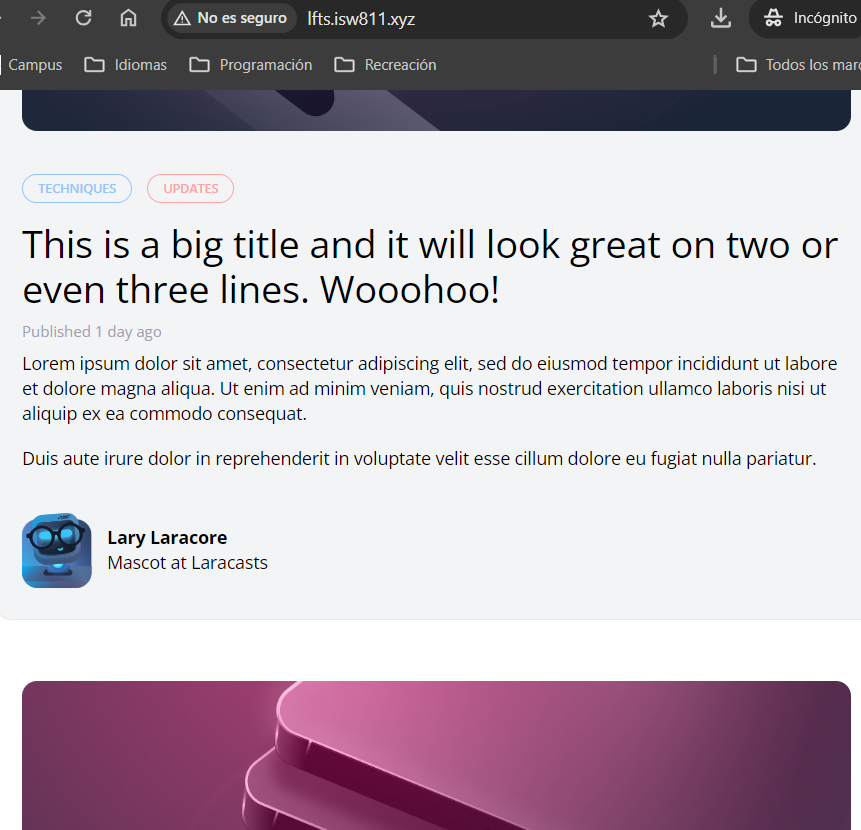 No es seguro lfts.isw811.xyz Incógnito
Campus Idiomas Programación Recreación Todos los
TECHNIQUES UPDATES
This is a big title and it will look great on two or
even three lines. Wooohoo!
Published 1 day ago
Lorem ipsum dolor sit amet, consectetur adipiscing elit, sed do eiusmod tempor incididunt ut labore
et dolore magna aliqua. Ut enim ad minim veniam, quis nostrud exercitation ullamco laboris nisi ut
aliquip ex ea commodo consequat.
Duis aute irure dolor in reprehenderit in voluptate velit esse cillum dolore eu fugiat nulla pariatur.
Lary Laracore
Mascot at Laracasts